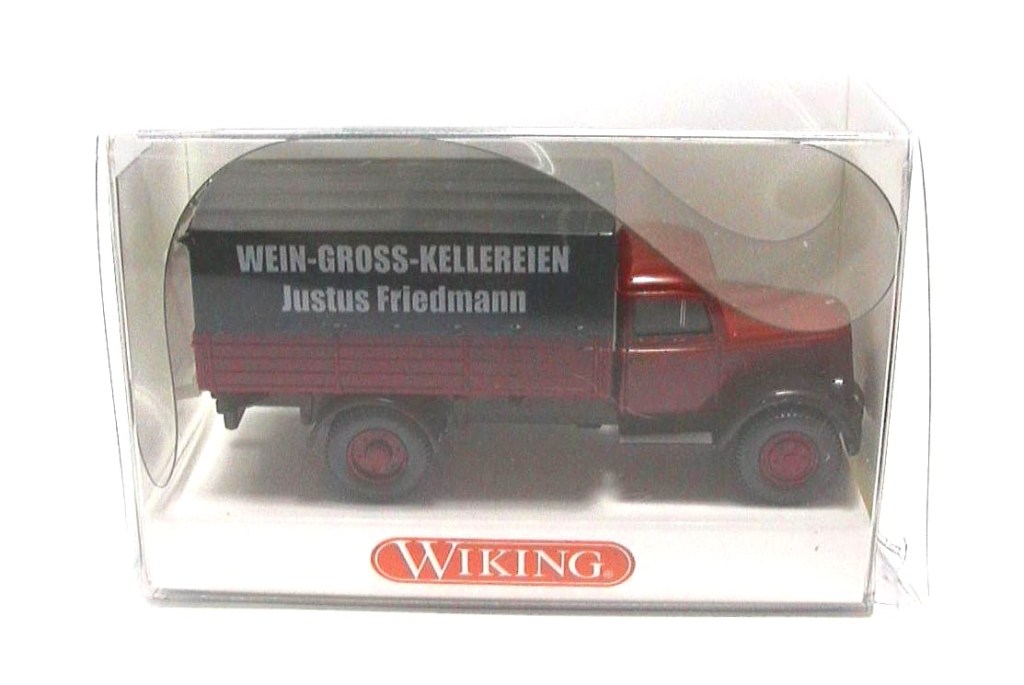 WEIN-GROSS-KELLEREIEN
Justus Friedmann
WIKING®